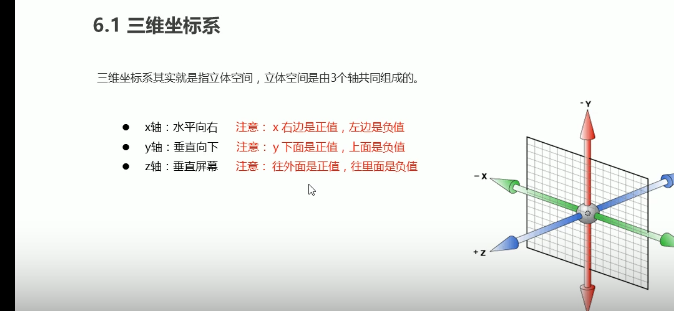 6.1 三维坐标系
三维坐标系其实就是指立体空间，立体空间是由3个轴共同组成的。
● x轴：水平向右 注意： x 右边是正值，左边是负值
● y轴：垂直向下 注意： y 下面是正值，上面是负值
● z轴：垂直屏幕 注意： 往外面是正值，往里面是负值
- Y
- X
+ Z